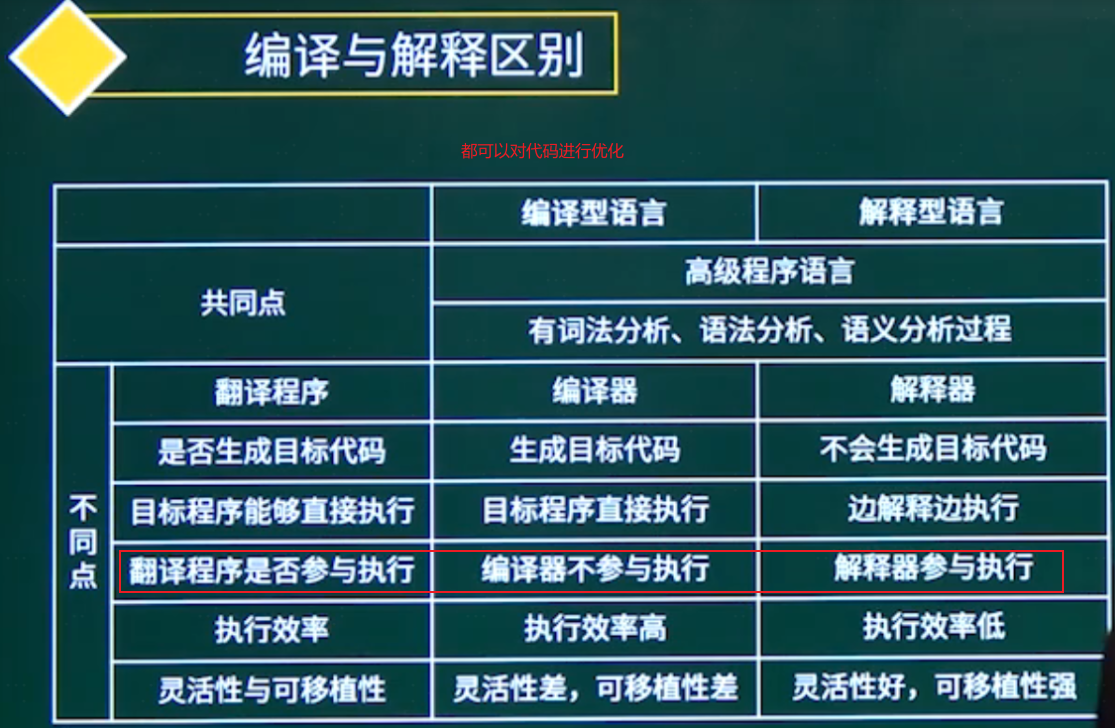 编译与解释区别
都可以对代码进行优化
编译型语言 解释型语言
共同点 高级程序语言
有词法分析、语法分析、语义分析过程
不同点
翻译程序 编译器 解释器
是否生成目标代码 生成目标代码 不会生成目标代码
目标程序能够直接执行 目标程序直接执行 边解释边执行
翻译程序是否参与执行 编译器不参与执行 解释器参与执行
执行效率 执行效率高 执行效率低
灵活性与可移植性 灵活性差，可移植性差 灵活性好，可移植性强